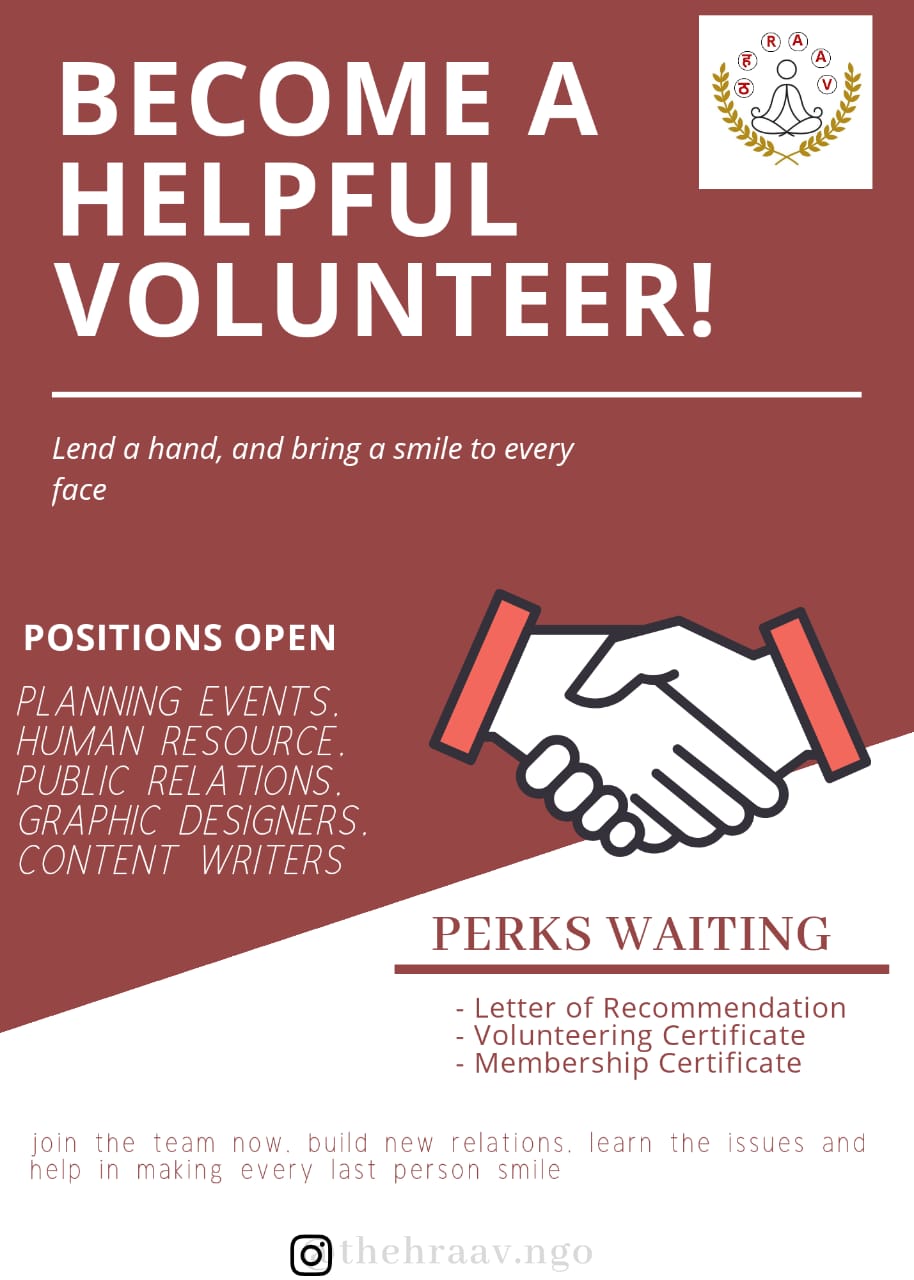 R A A V
BECOME A
HELPFUL
VOLUNTEER!
Lend a hand, and bring a smile to every
face
POSITIONS OPEN
PLANNING EVENTS,
HUMAN RESOURCE,
PUBLIC RELATIONS,
GRAPHIC DESIGNERS,
CONTENT WRITERS
PERKS WAITING
- Letter of Recommendation
- Volunteering Certificate
- Membership Certificate
join the team now, build new relations, learn the issues and
help in making every last person smile
@thehraav.ngo